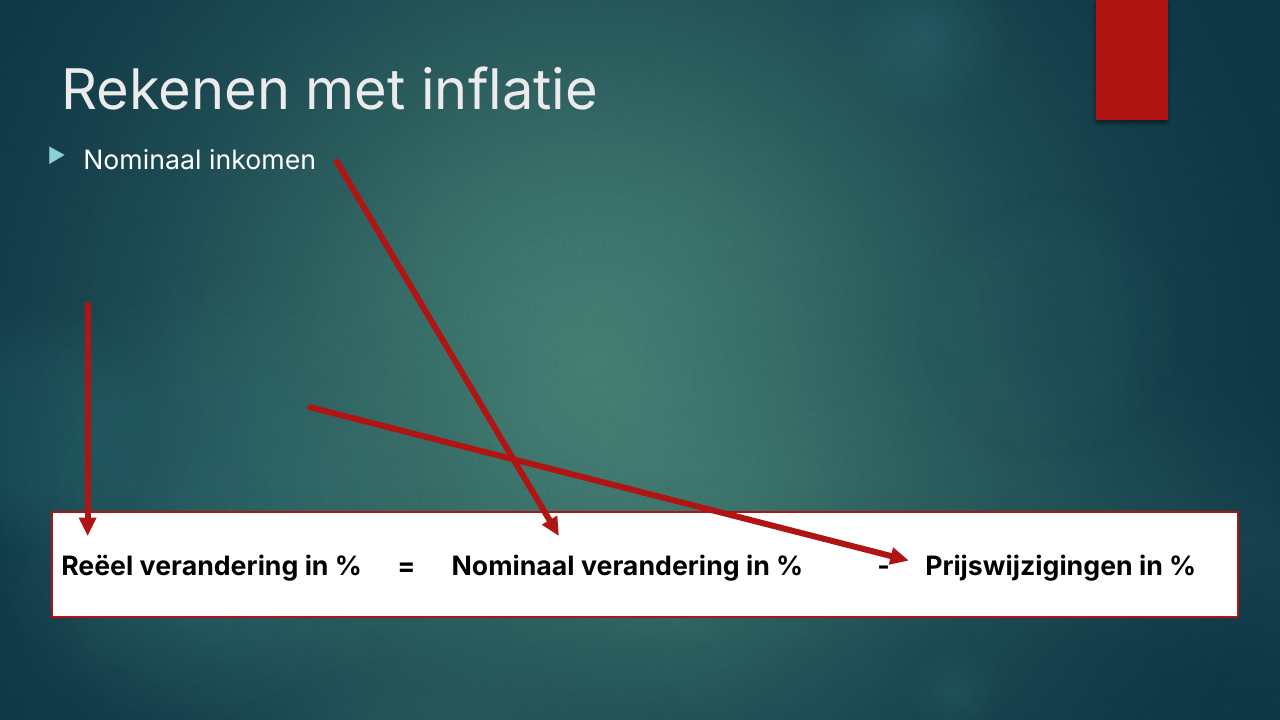 Rekenen met inflatie
Nominaal inkomen
Reëel verandering in % = Nominaal verandering in % - Prijswijzigingen in %